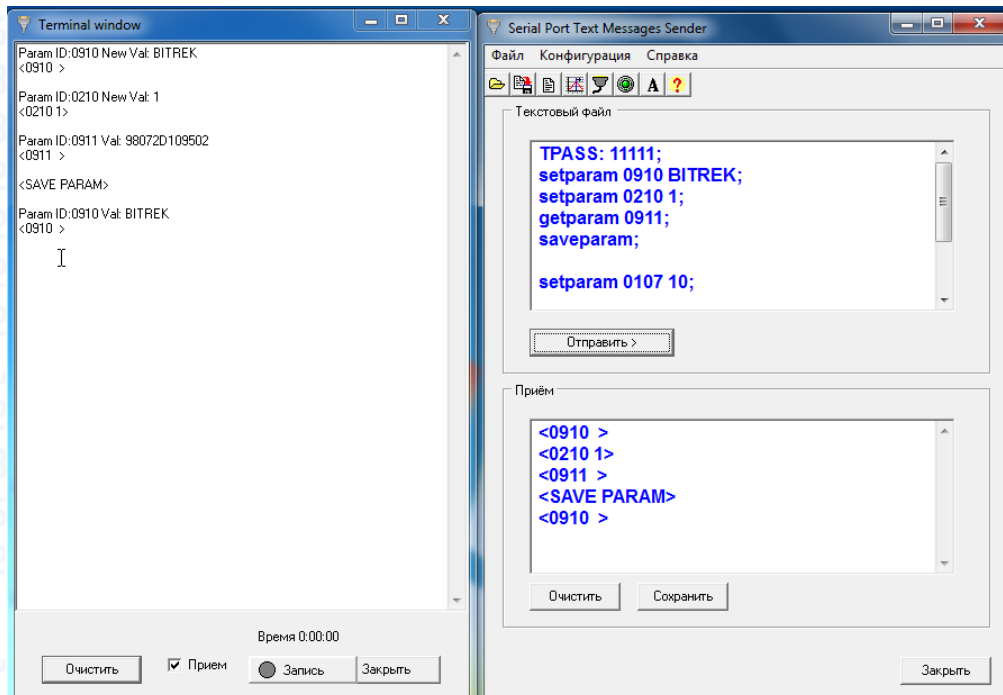 Terminal window
Param ID:0910 New Val: BITREK
<0910 >
Param ID:0210 New Val: 1
<0210 1>
Param ID:0911 Val: 98072D109502
<0911 >
<SAVE PARAM>
Param ID:0910 Val: BITREK
<0910 >
Время 0:00:00
Очистить
Прием
Запись
Закрыть
Serial Port Text Messages Sender
Файл Конфигурация Справка
A ?
Текстовый файл
TPASS: 11111;
setparam 0910 BITREK;
setparam 0210 1;
getparam 0911;
saveparam;
setparam 0107 10;
Отправить >
Приём
<0910 >
<0210 1>
<0911 >
<SAVE PARAM>
<0910 >
Очистить
Сохранить
Закрыть